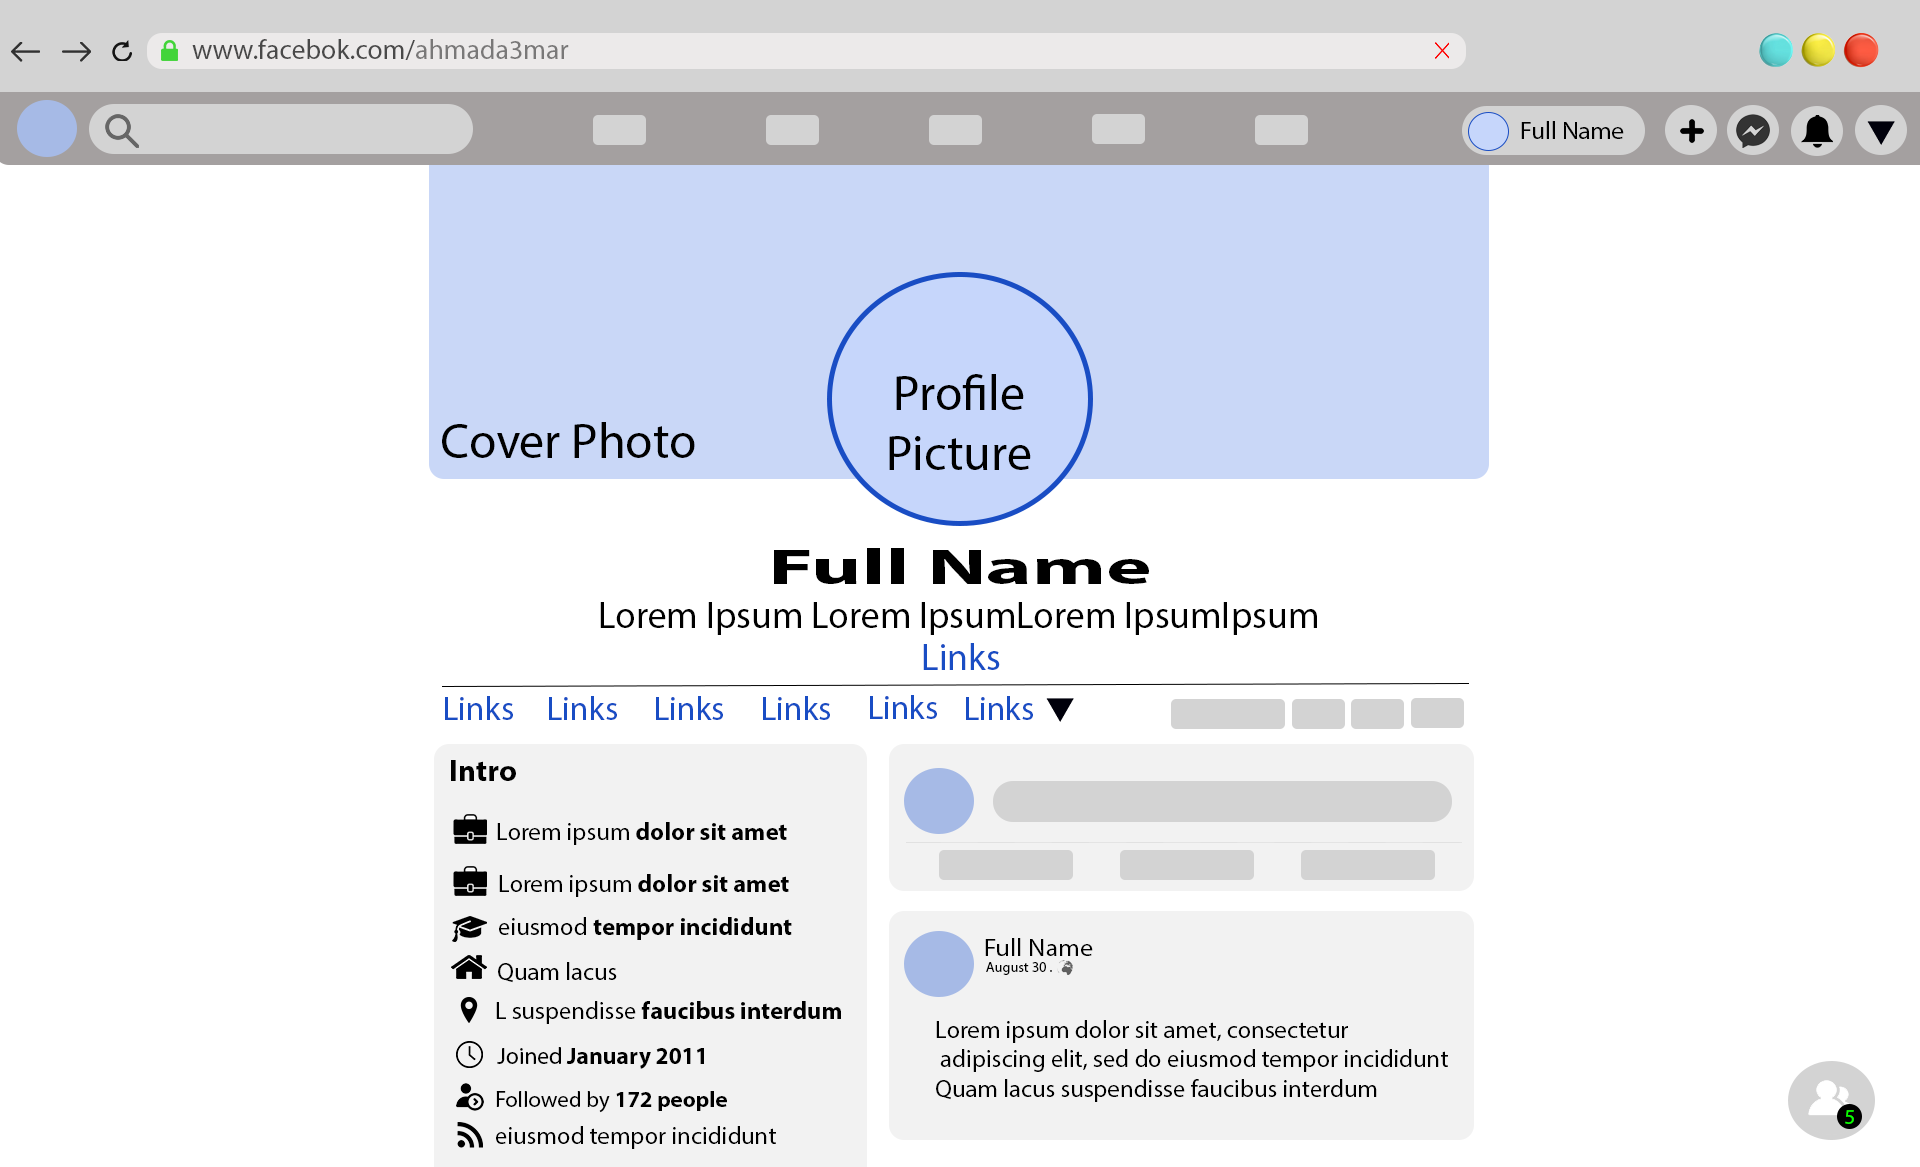 www.facebok.com/ahmada3mar
Full Name
Cover Photo
Profile
Picture
Full Name
Lorem Ipsum Lorem IpsumLorem IpsumIpsum
Links
Links Links Links Links Links Links
Intro
Lorem ipsum dolor sit amet
Lorem ipsum dolor sit amet
eiusmod tempor incididunt
Quam lacus
L suspendisse faucibus interdum
Joined January 2011
Followed by 172 people
eiusmod tempor incididunt
Full Name
August 30 .
Lorem ipsum dolor sit amet, consectetur
adipiscing elit, sed do eiusmod tempor incididunt
Quam lacus suspendisse faucibus interdum
5